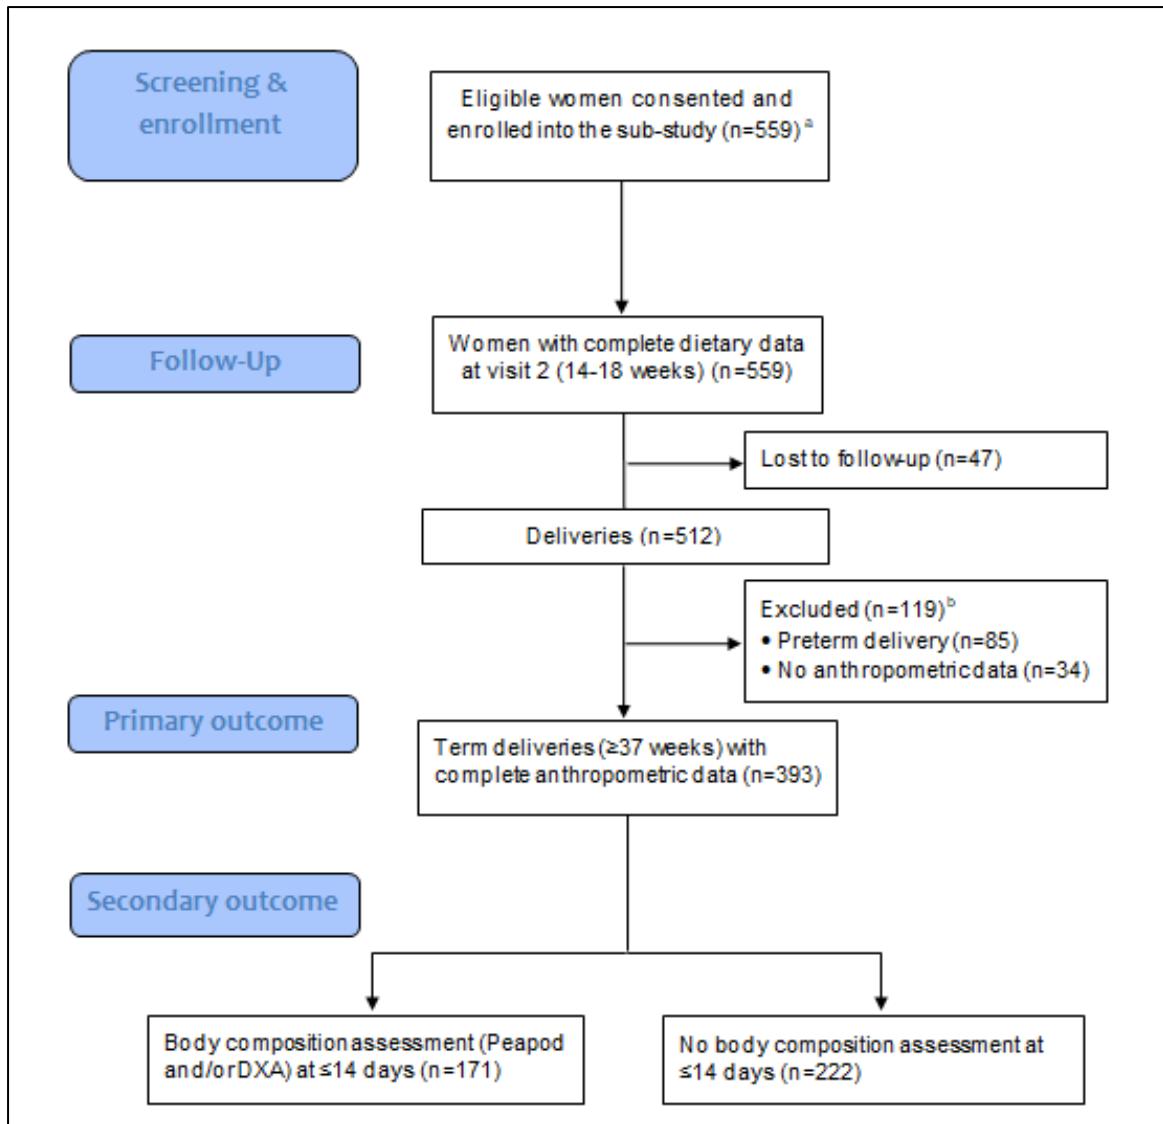 Screening &
enrollment
Eligible women consented and
enrolled into the sub-study (n=559) a
Follow-Up
Women with complete dietary data
at visit 2 (14-18 weeks) (n=559)
Lost to follow-up (n=47)
Deliveries (n=512)
Excluded (n=119)b
• Preterm delivery (n=85)
• No anthropometric data (n=34)
Primary outcome
Term deliveries (≥37 weeks) with
complete anthropometric data (n=393)
Secondary outcome
Body composition assessment (Peapod
and/or DXA) at ≤14 days (n=171)
No body composition assessment at
≤14 days (n=222)